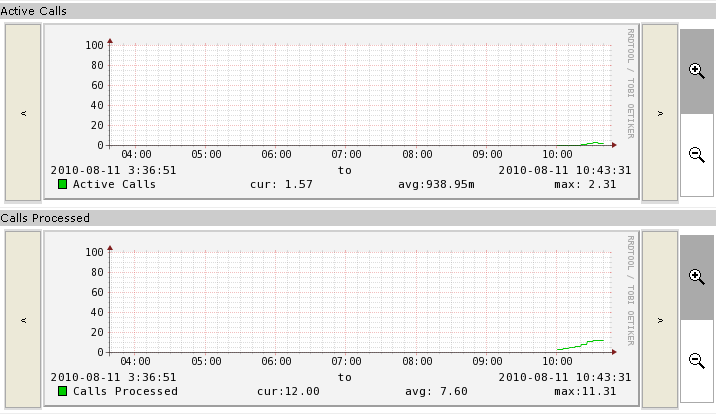 Active Calls
100
80
60
40
20
0
04:00 05:00 06:00 07:00 08:00 09:00 10:00
2010-08-11 3:36:51 to 2010-08-11 10:43:31
Active Calls cur: 1.57 avg:938.95m max: 2.31
RRDTOOL / TOBI OETIKER
«
»
Calls Processed
100
80
60
40
20
0
04:00 05:00 06:00 07:00 08:00 09:00 10:00
2010-08-11 3:36:51 to 2010-08-11 10:43:31
Calls Processed cur:12.00 avg: 7.60 max:11.31
RRDTOOL / TOBI OETIKER
«
»